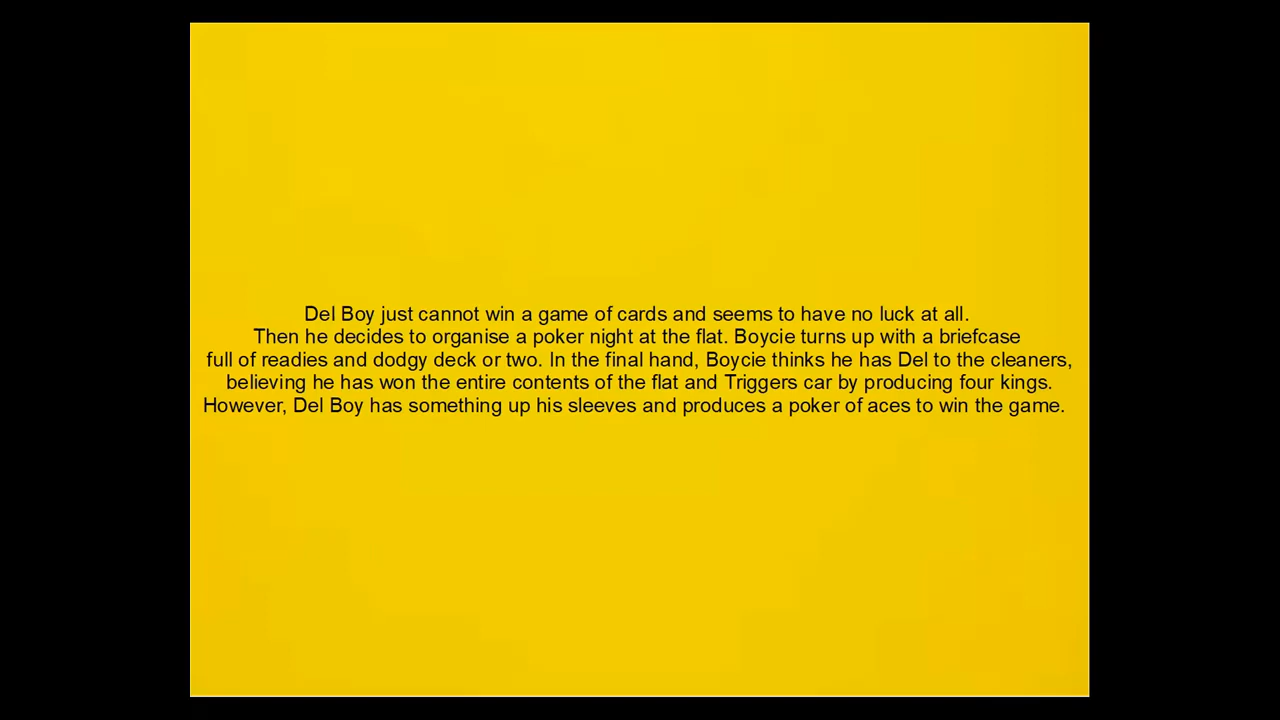 Del Boy just cannot win a game of cards and seems to have no luck at all.
Then he decides to organise a poker night at the flat. Boycie turns up with a briefcase
full of readies and dodgy deck or two. In the final hand, Boycie thinks he has Del to the cleaners,
believing he has won the entire contents of the flat and Triggers car by producing four kings.
However, Del Boy has something up his sleeves and produces a poker of aces to win the game.